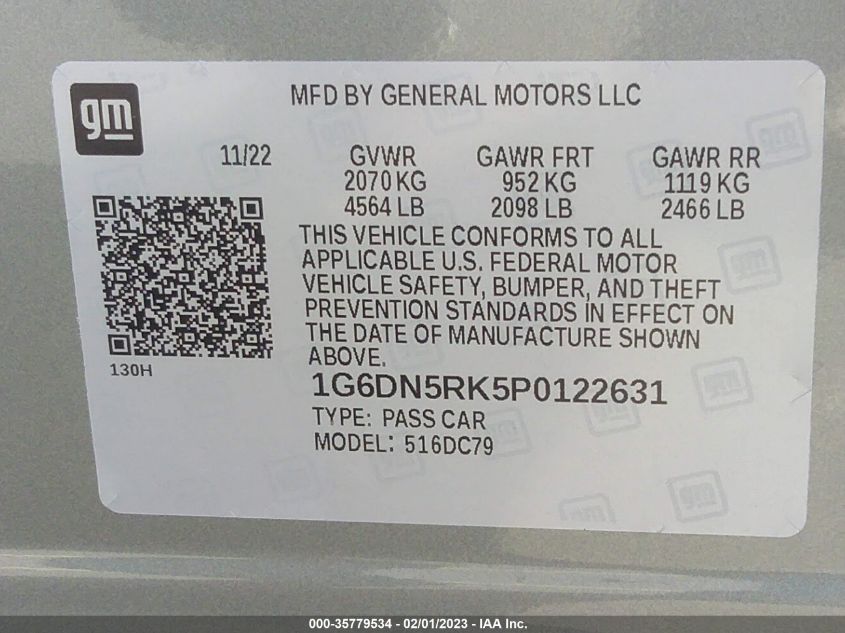 gm
MFD BY GENERAL MOTORS LLC
11/22 GVWR GAWR FRT GAWR RR
2070 KG 952 KG 1119 KG
4564 LB 2098 LB 2466 LB
THIS VEHICLE CONFORMS TO ALL
APPLICABLE U.S. FEDERAL MOTOR
VEHICLE SAFETY, BUMPER, AND THEFT
PREVENTION STANDARDS IN EFFECT ON
THE DATE OF MANUFACTURE SHOWN
ABOVE.
130H
1G6DN5RK5P0122631
TYPE: PASS CAR
MODEL: 516DC79
000-35779534 - 02/01/2023 - IAA Inc.